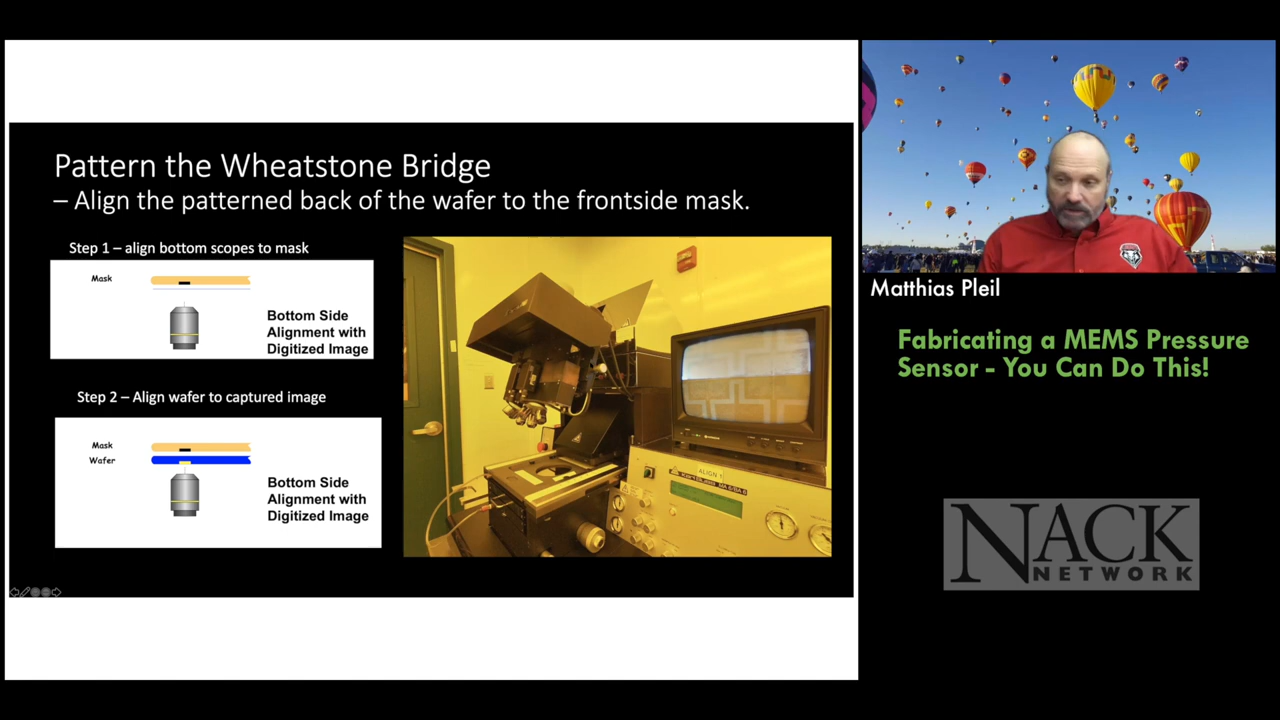 Pattern the Wheatstone Bridge
– Align the patterned back of the wafer to the frontside mask.
Step 1 – align bottom scopes to mask
Mask
Bottom Side
Alignment with
Digitized Image
Step 2 – Align wafer to captured image
Mask
Wafer
Bottom Side
Alignment with
Digitized Image
ALIGN 1
Matthias Pleil
Fabricating a MEMS Pressure
Sensor - You Can Do This!
NACK
NETWORK